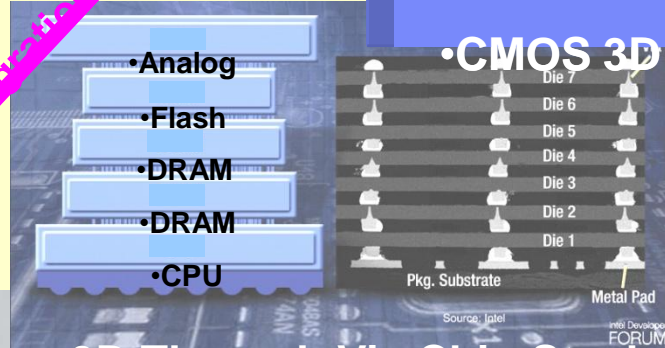 •Analog
•Flash
•DRAM
•DRAM
•CPU
•CMOS 3D
Die 7
Die 6
Die 5
Die 4
Die 3
Die 2
Die 1
Pkg. Substrate
Metal Pad
Source: Intel
Intel Developer
FORUM